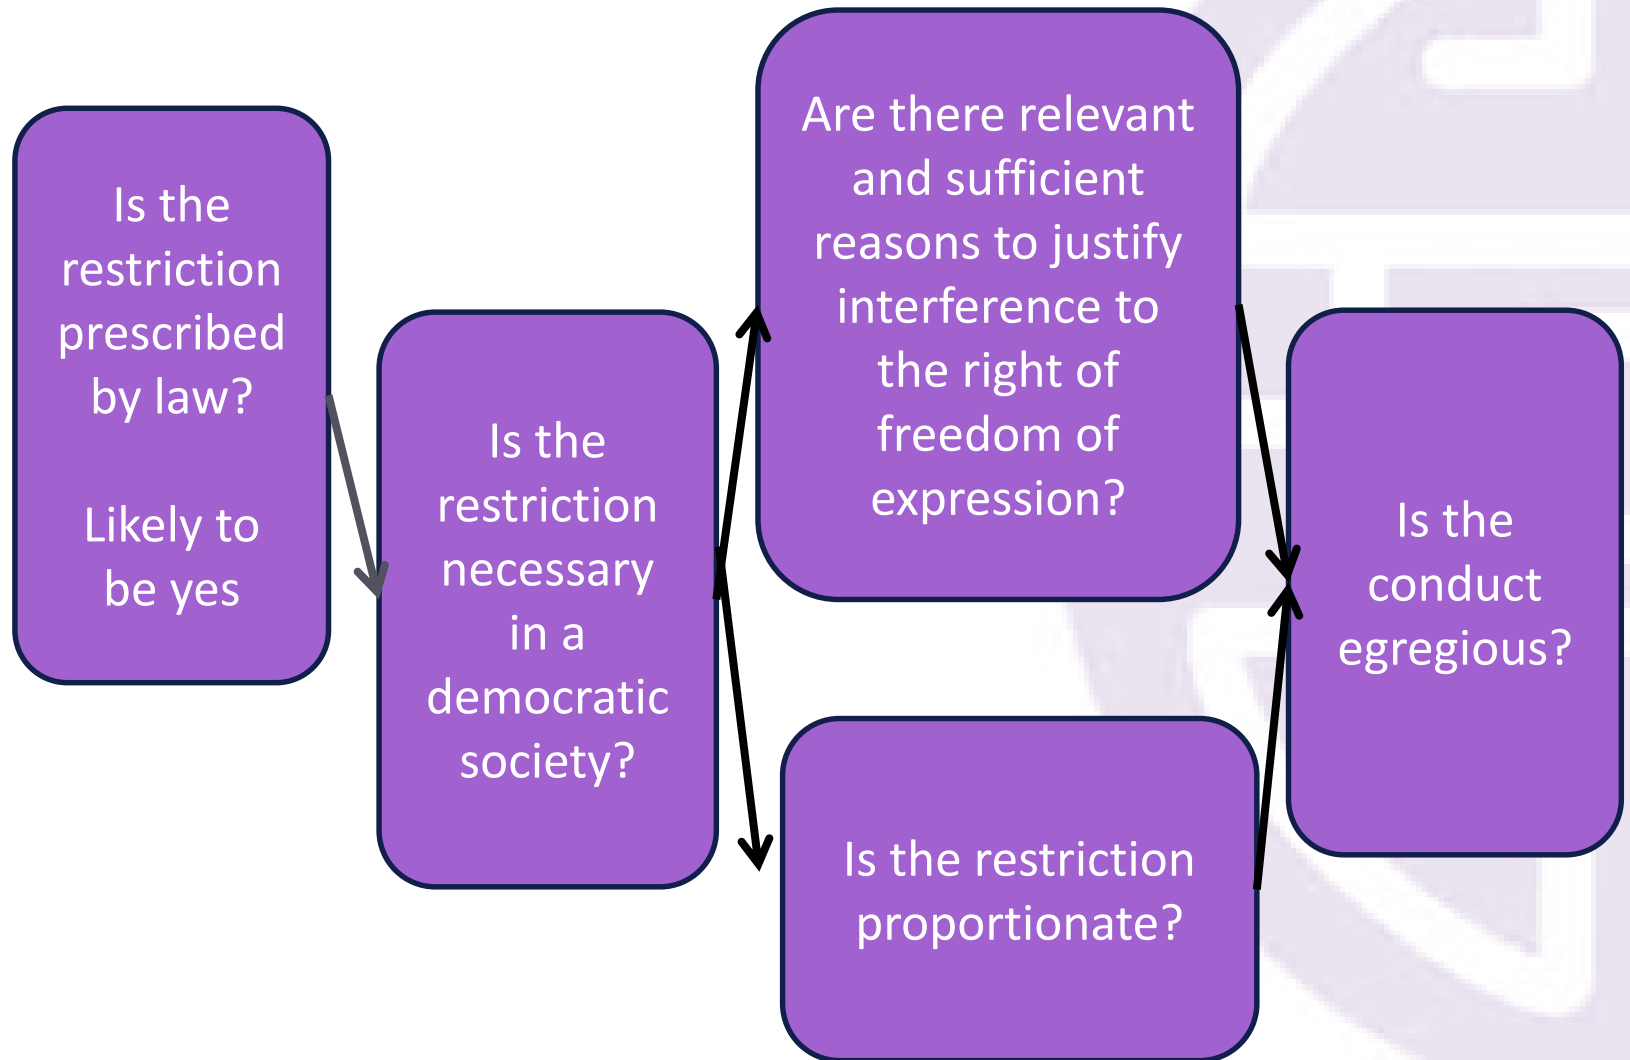 Is the
restriction
prescribed
by law?
Likely to
be yes
Is the
restriction
necessary
in a
democratic
society?
Are there relevant
and sufficient
reasons to justify
interference to
the right of
freedom of
expression?
Is the restriction
proportionate?
Is the
conduct
egregious?